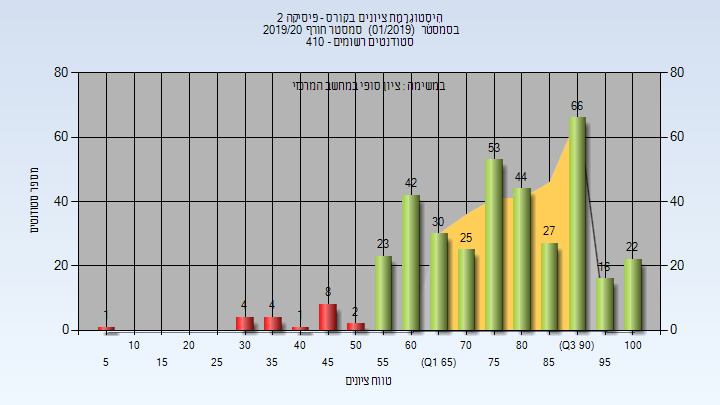 היסטוגרמת ציונים בקורס - פיסיקה 2
בסמסטר (01/2019) סמסטר חורף 2019/20
סטודנטים רשומים - 410
במשימה : ציון סופי במחשב המרכזי
מספר סטודנטים
80 80
60 60
40 40
20 20
0 0
1 4 4 1 8 2 23 42 30 25 53 44 27 66 16 22
10 20 30 40 50 60 70 80 (Q3 90) 100
5 15 25 35 45 55 (Q1 65) 75 85 95
טווח ציונים